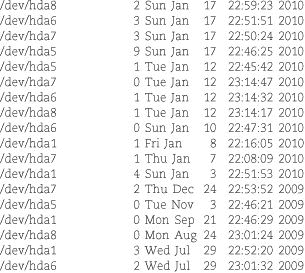 /dev/hda8 2 Sun Jan 17 22:59:23 2010
/dev/hda6 3 Sun Jan 17 22:51:51 2010
/dev/hda7 3 Sun Jan 17 22:50:24 2010
/dev/hda5 9 Sun Jan 17 22:46:25 2010
/dev/hda5 1 Tue Jan 12 22:45:42 2010
/dev/hda7 0 Tue Jan 12 23:14:47 2010
/dev/hda6 1 Tue Jan 12 23:14:32 2010
/dev/hda8 1 Tue Jan 12 23:14:17 2010
/dev/hda6 0 Sun Jan 10 22:47:31 2010
/dev/hda1 1 Fri Jan 8 22:16:05 2010
/dev/hda7 1 Thu Jan 7 22:08:09 2010
/dev/hda1 4 Sun Jan 3 22:51:53 2010
/dev/hda7 2 Thu Dec 24 22:53:52 2009
/dev/hda5 0 Tue Nov 3 22:46:21 2009
/dev/hda1 0 Mon Sep 21 22:46:29 2009
/dev/hda8 0 Mon Aug 24 23:01:24 2009
/dev/hda1 3 Wed Jul 29 22:52:20 2009
/dev/hda6 2 Wed Jul 29 23:01:32 2009